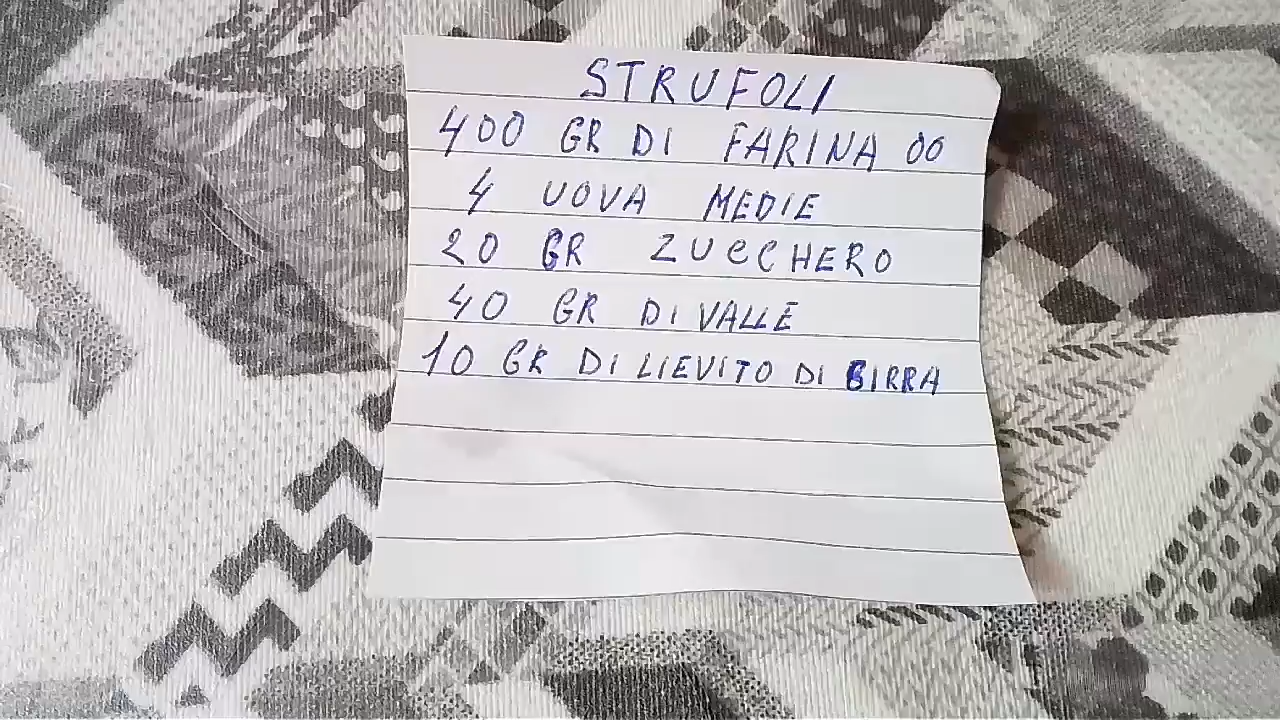 STRUFOLI
400 GR DI FARINA 00
4 UOVA MEDIE
20 GR ZUCCHERO
40 GR DI VALLÉ
10 GR DI LIEVITO DI BIRRA